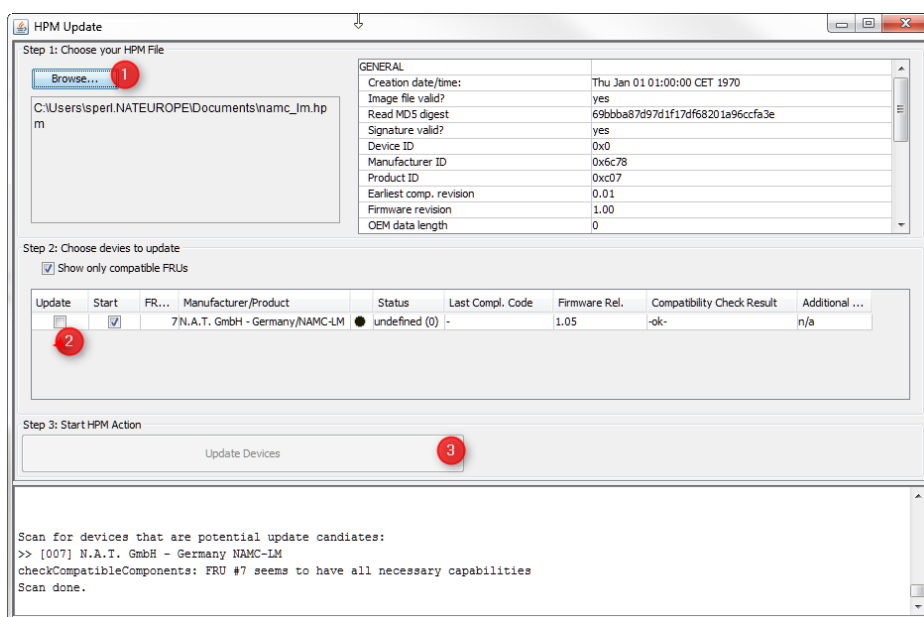 HPM Update
Step 1: Choose your HPM File
Browse...
1
C:\Users\sperl.NATEUROPE\Documents\namc_lm.hp
m
GENERAL
Creation date/time: Thu Jan 01 01:00:00 CET 1970
Image file valid? yes
Read MD5 digest 69bbba87d97d1f17df68201a96ccfa3e
Signature valid? yes
Device ID 0x0
Manufacturer ID 0x6c78
Product ID 0xc07
Earliest comp. revision 0.01
Firmware revision 1.00
OEM data length 0
Step 2: Choose devies to update
Show only compatible FRUs
Update Start FR... Manufacturer/Product Status Last Compl. Code Firmware Rel. Compatibility Check Result Additional ...
7 N.A.T. GmbH - Germany/NAMC-LM undefined (0) - 1.05 -ok- n/a
2
Step 3: Start HPM Action
Update Devices
3
Scan for devices that are potential update candiates:
>> [007] N.A.T. GmbH - Germany NAMC-LM
checkCompatibleComponents: FRU #7 seems to have all necessary capabilities
Scan done.